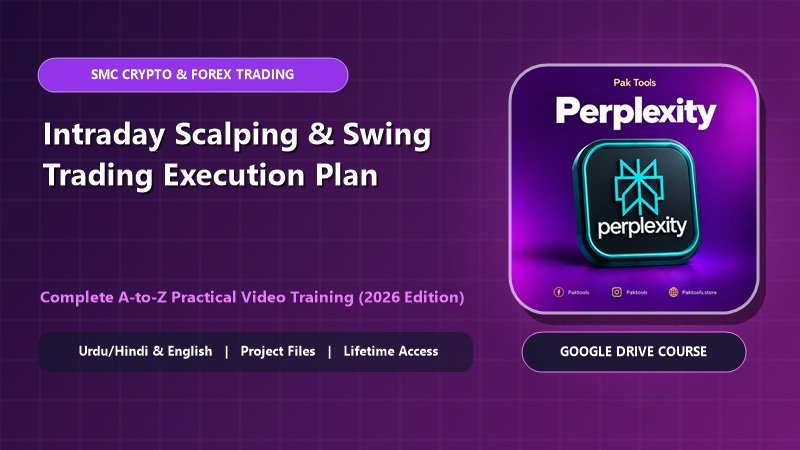 SMC CRYPTO & FOREX TRADING
Intraday Scalping & Swing
Trading Execution Plan
Complete A-to-Z Practical Video Training (2026 Edition)
Urdu/Hindi & English | Project Files | Lifetime Access
Pak Tools
Perplexity
perplexity
Paktools Paktools Paktools.store
GOOGLE DRIVE COURSE